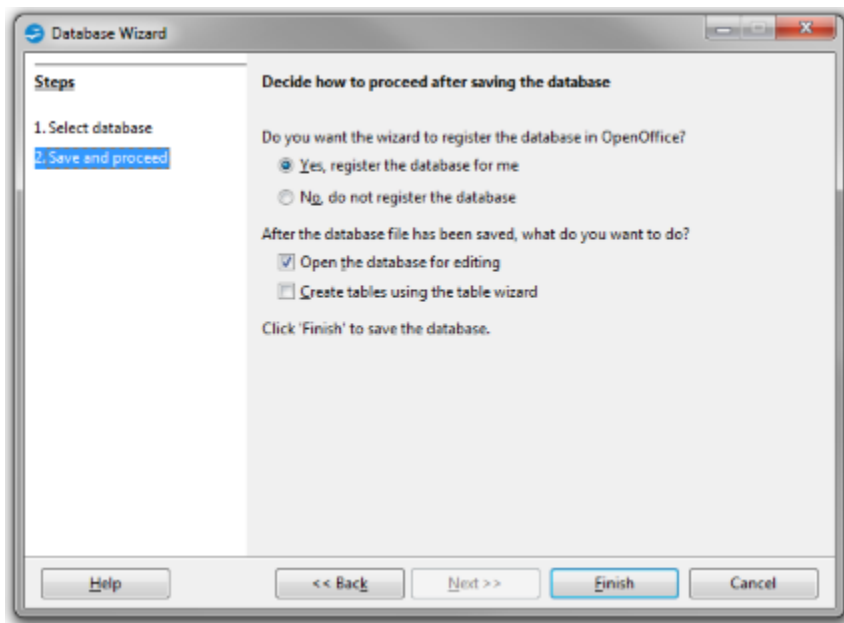 Database Wizard
Steps
1. Select database
2. Save and proceed
Decide how to proceed after saving the database
Do you want the wizard to register the database in OpenOffice?
Yes, register the database for me
No, do not register the database
After the database file has been saved, what do you want to do?
Open the database for editing
Create tables using the table wizard
Click 'Finish' to save the database.
Help
<< Back
Next >>
Finish
Cancel